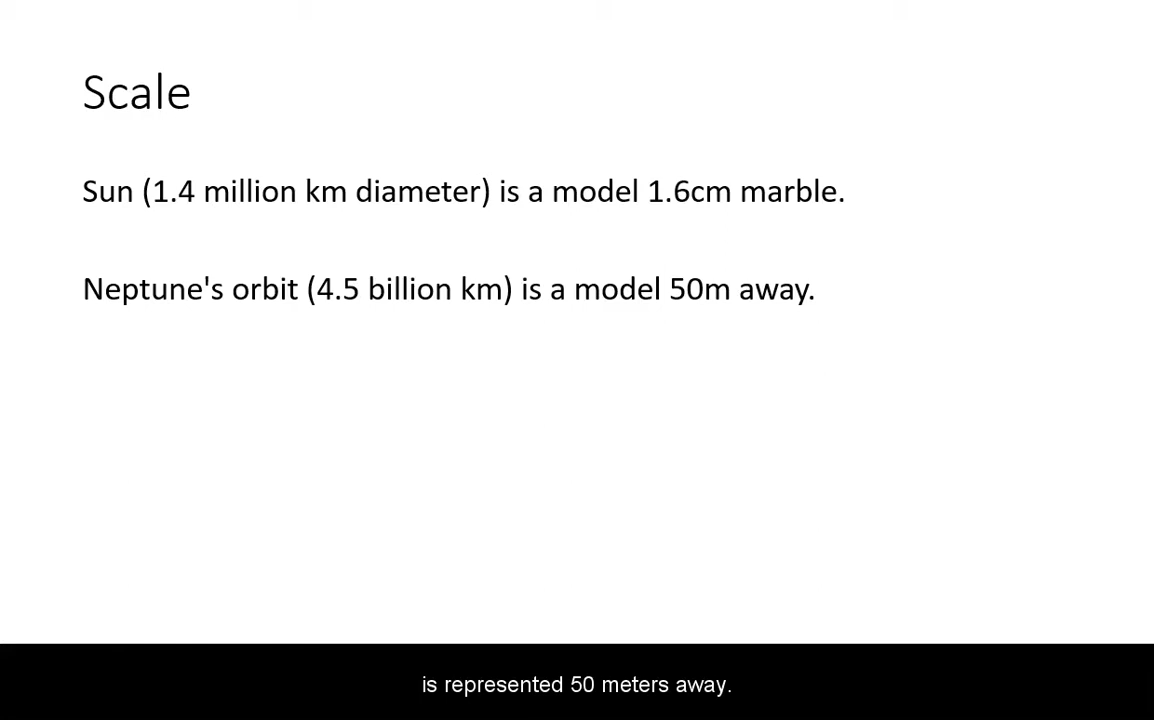 Scale
Sun (1.4 million km diameter) is a model 1.6cm marble.
Neptune's orbit (4.5 billion km) is a model 50m away.
is represented 50 meters away.